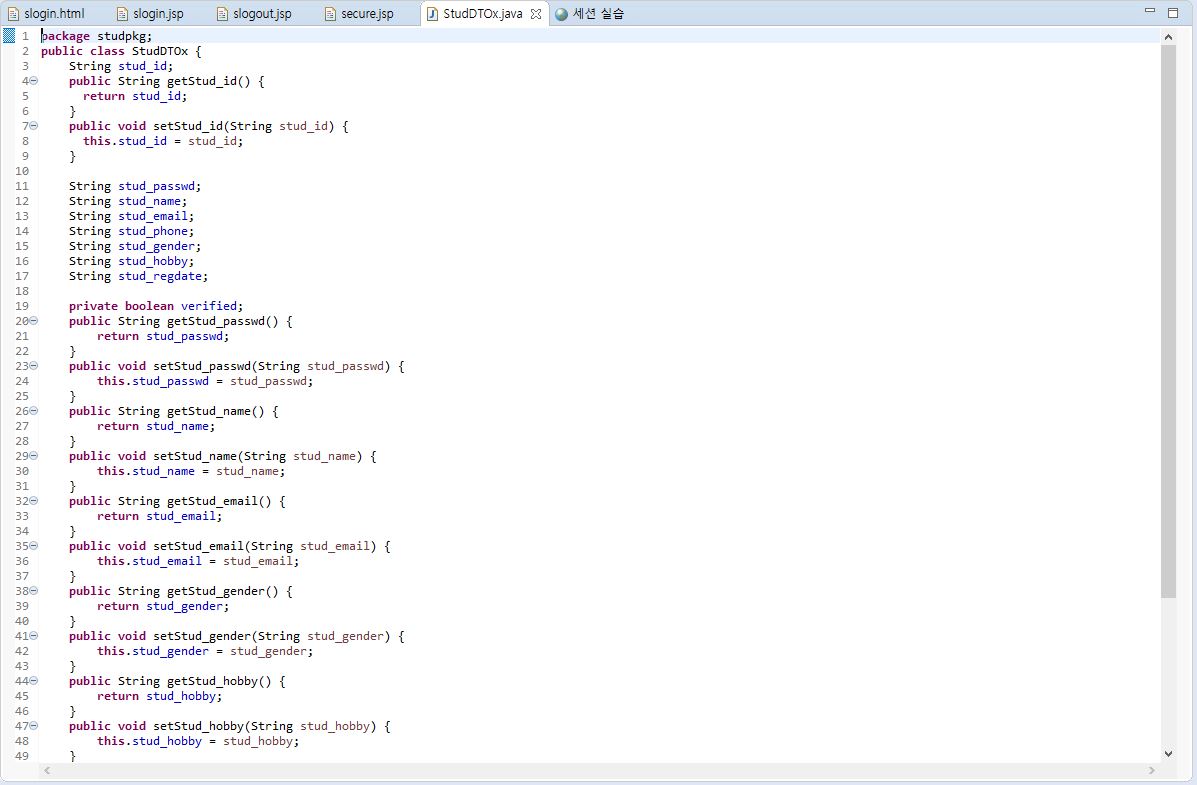 slogin.html slogin.jsp slogout.jsp secure.jsp StudDTOx.java 세션 실습
1 package studpkg;
2 public class StudDTOx {
3 String stud_id;
4 public String getStud_id() {
5 return stud_id;
6 }
7 public void setStud_id(String stud_id) {
8 this.stud_id = stud_id;
9 }
10
11 String stud_passwd;
12 String stud_name;
13 String stud_email;
14 String stud_phone;
15 String stud_gender;
16 String stud_hobby;
17 String stud_regdate;
18
19 private boolean verified;
20 public String getStud_passwd() {
21 return stud_passwd;
22 }
23 public void setStud_passwd(String stud_passwd) {
24 this.stud_passwd = stud_passwd;
25 }
26 public String getStud_name() {
27 return stud_name;
28 }
29 public void setStud_name(String stud_name) {
30 this.stud_name = stud_name;
31 }
32 public String getStud_email() {
33 return stud_email;
34 }
35 public void setStud_email(String stud_email) {
36 this.stud_email = stud_email;
37 }
38 public String getStud_gender() {
39 return stud_gender;
40 }
41 public void setStud_gender(String stud_gender) {
42 this.stud_gender = stud_gender;
43 }
44 public String getStud_hobby() {
45 return stud_hobby;
46 }
47 public void setStud_hobby(String stud_hobby) {
48 this.stud_hobby = stud_hobby;
49 }